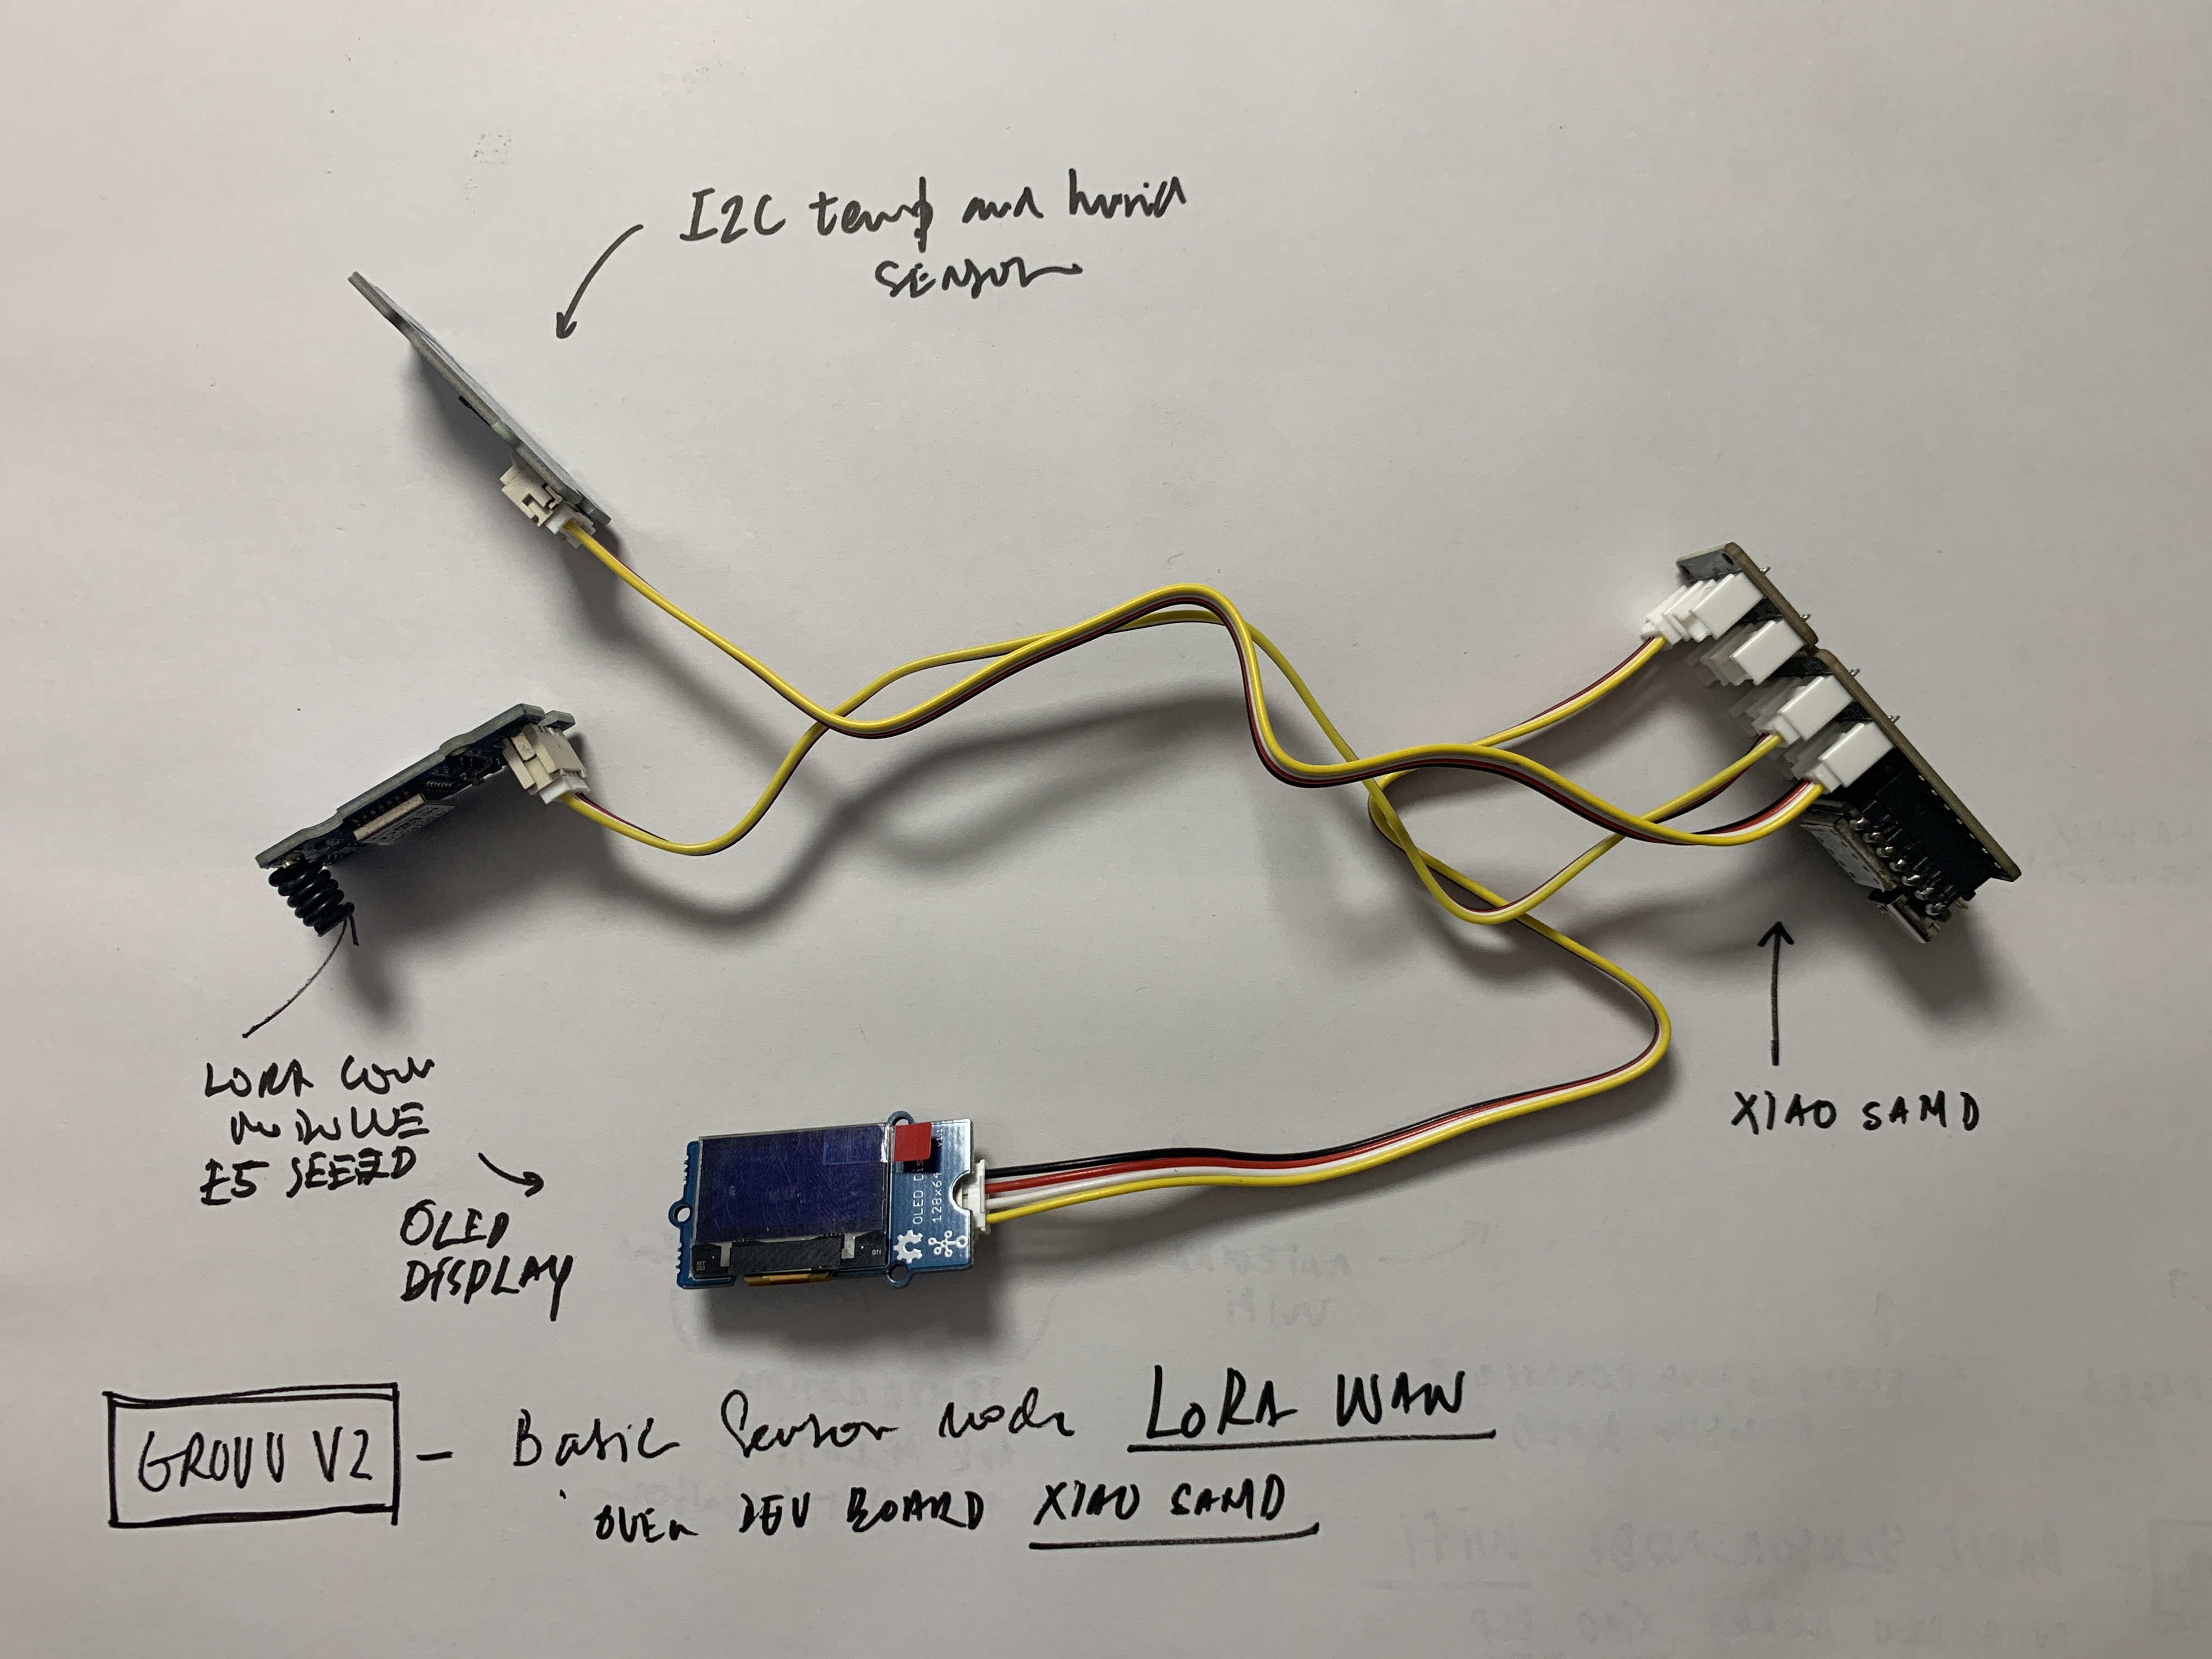 I2C temp and humid
SENSOR
LORA COM
MODULE
E5 SEEED
OLED
DISPLAY
OLED Dis
128x64
XIAO SAMD
GROUU V2 - Basic Sensor node LoRA WAN
OVER DEV BOARD XIAO SAMD